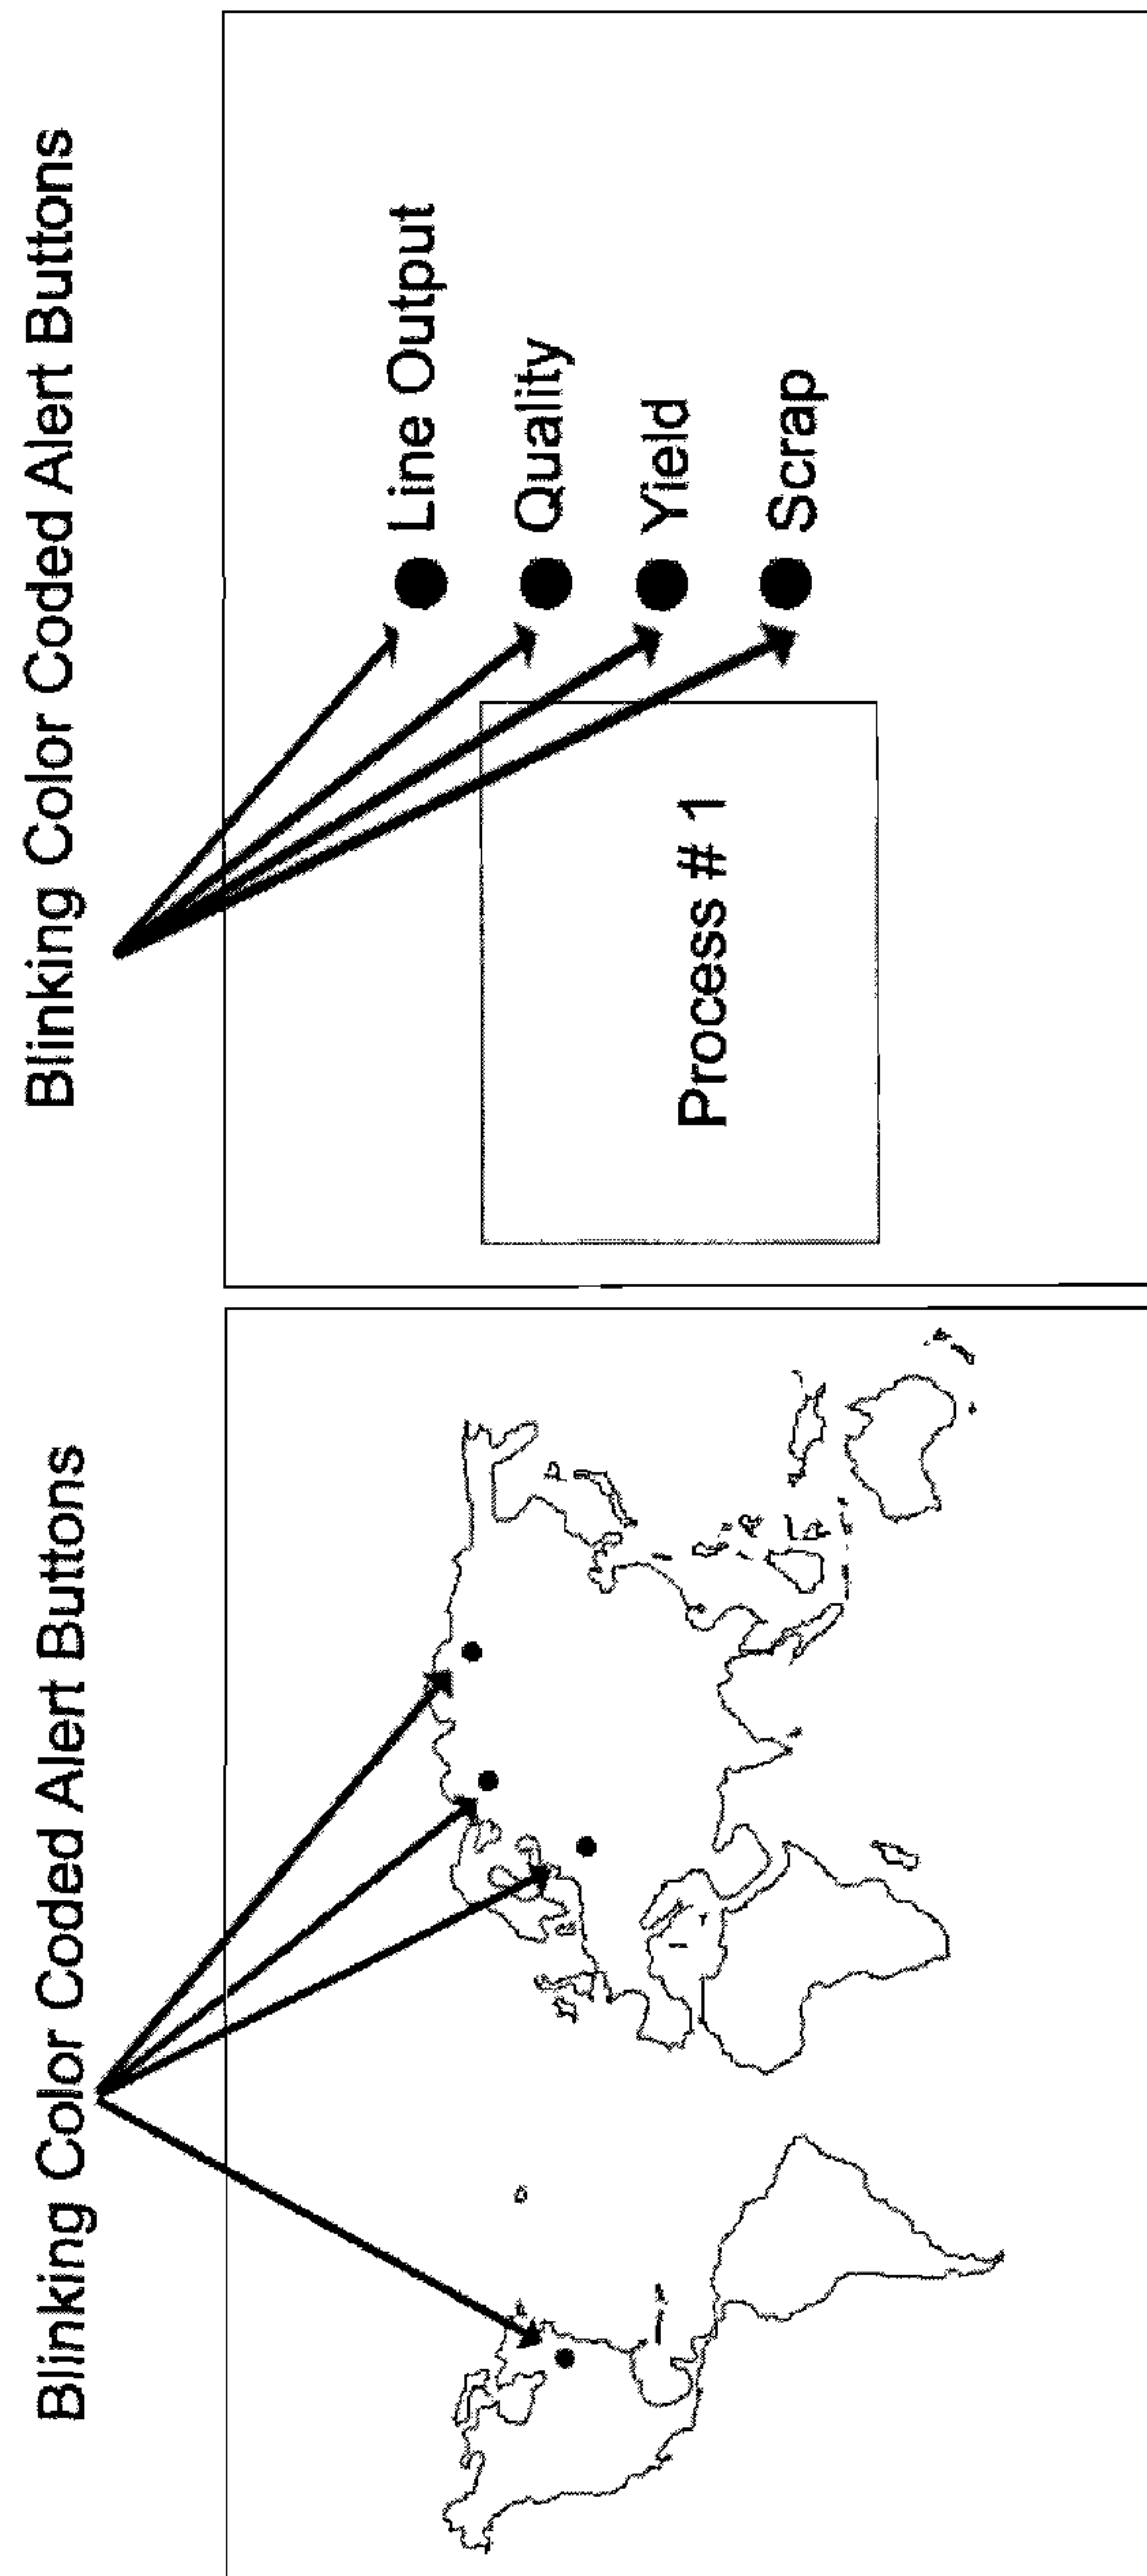 Blinking Color Coded Alert Buttons
Blinking Color Coded Alert Buttons
Process # 1
Line Output
Quality
Yield
Scrap